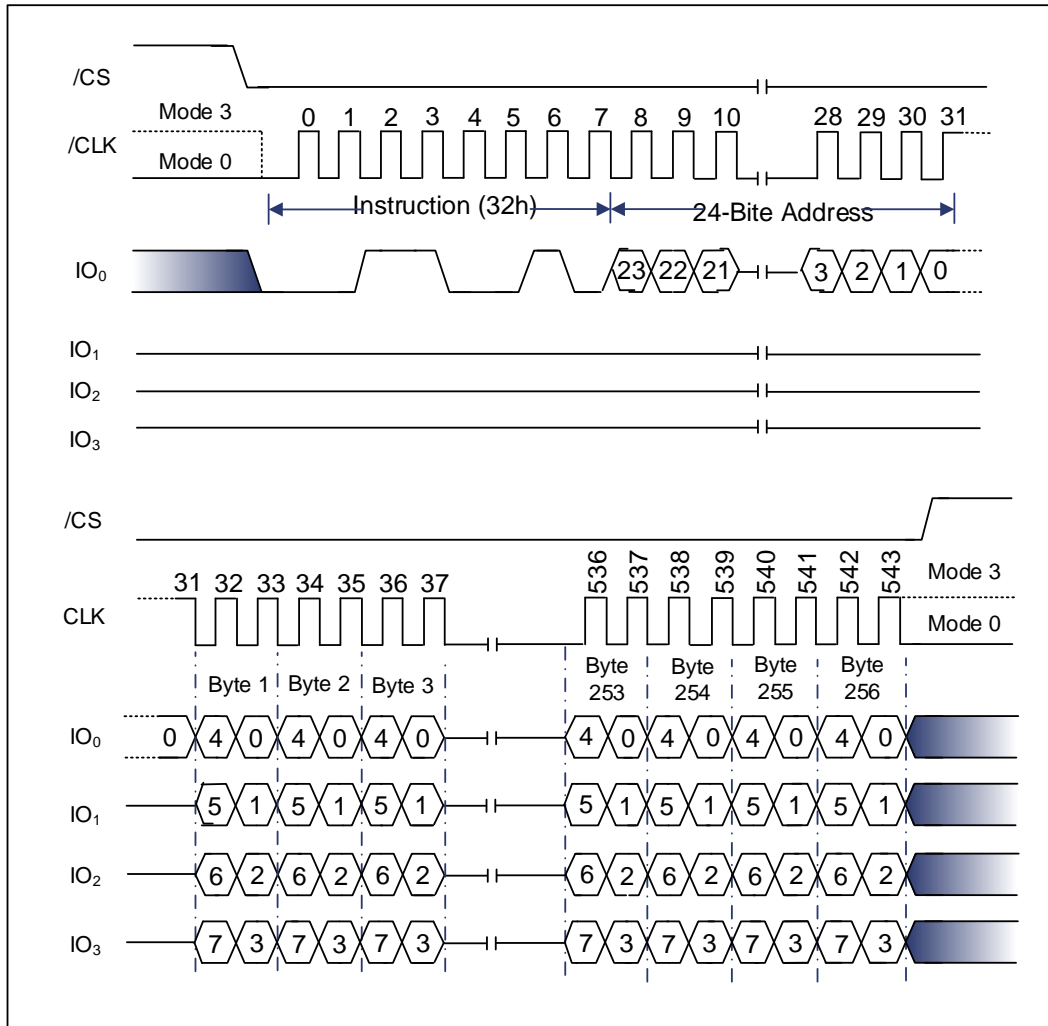 /CS
Mode 3
0 1 2 3 4 5 6 7 8 9 10 28 29 30 31
/CLK
Mode 0
Instruction (32h) 24-Bite Address
IO0 23 22 21 3 2 1 0
IO1
IO2
IO3
/CS
31 32 33 34 35 36 37 536 537 538 539 540 541 542 543 Mode 3
CLK
Mode 0
Byte 1 Byte 2 Byte 3 Byte 253 Byte 254 Byte 255 Byte 256
IO0 0 4 0 4 0 4 0 4 0 4 0 4 0 4 0
IO1 5 1 5 1 5 1 5 1 5 1 5 1 5 1
IO2 6 2 6 2 6 2 6 2 6 2 6 2 6 2
IO3 7 3 7 3 7 3 7 3 7 3 7 3 7 3